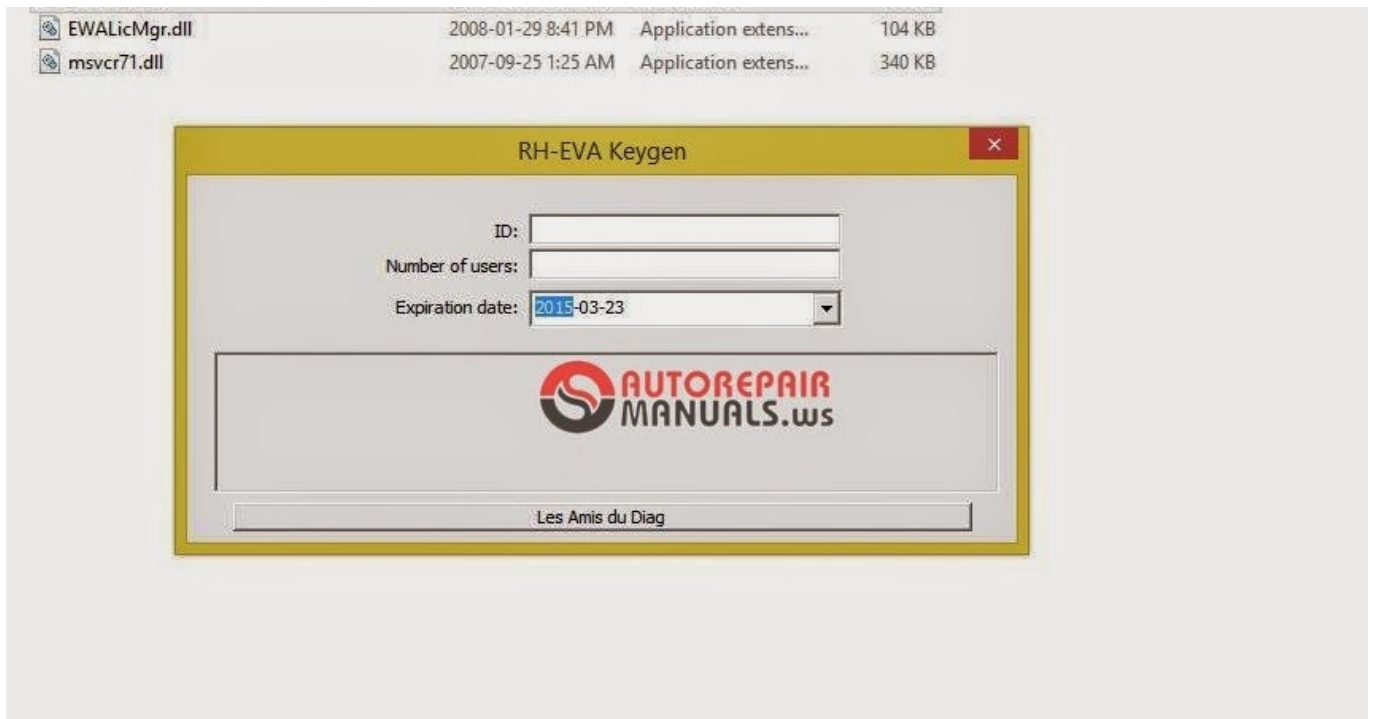 EWALicMgr.dll 2008-01-29 8:41 PM Application extens... 104 KB
msvcr71.dll 2007-09-25 1:25 AM Application extens... 340 KB
RH-EVA Keygen
ID:
Number of users:
Expiration date: 2015-03-23
AUTOREPAIR
MANUALS.ws
Les Amis du Diag